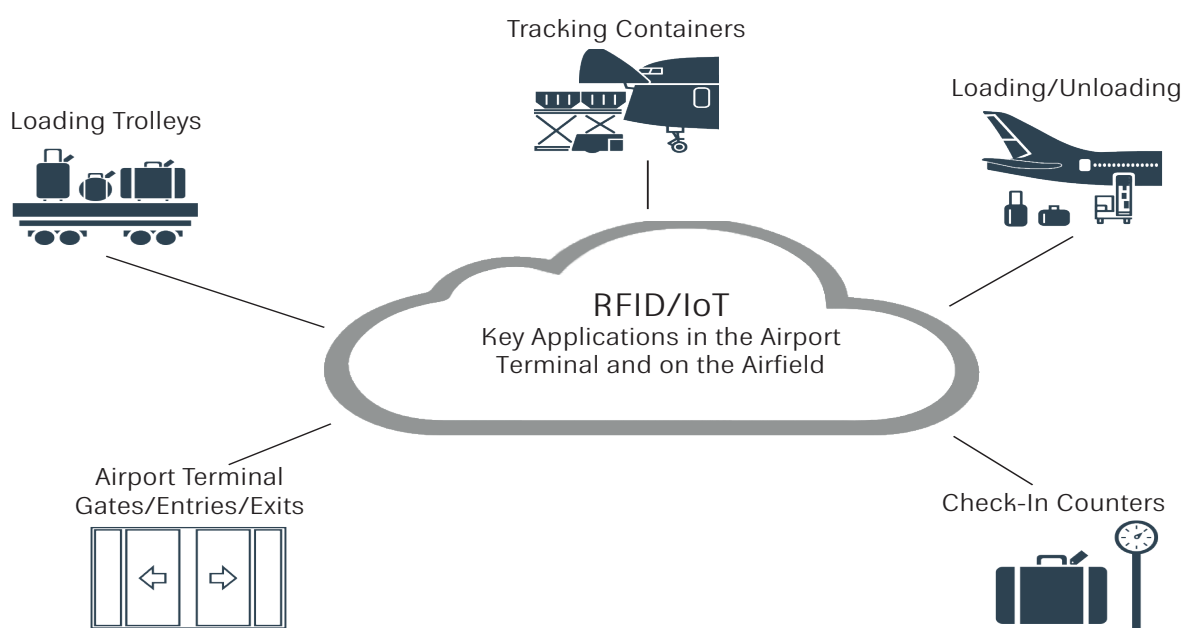 Tracking Containers
Loading/Unloading
Loading Trolleys
RFID/IoT
Key Applications in the Airport
Terminal and on the Airfield
Airport Terminal
Gates/Entries/Exits
Check-In Counters